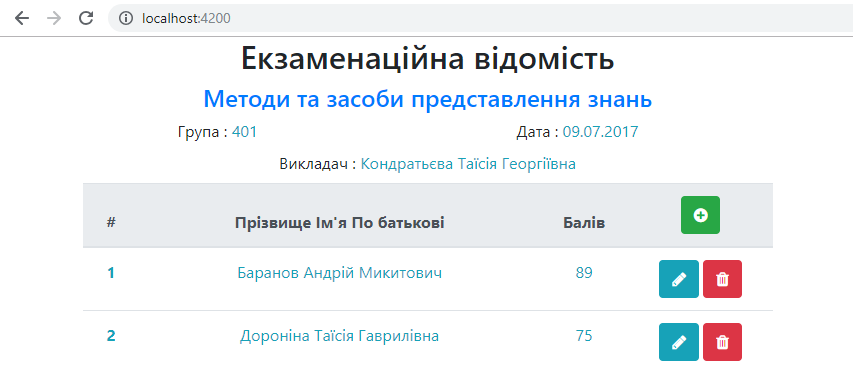 localhost:4200
Екзаменаційна відомість
Методи та засоби представлення знань
Група : 401 Дата : 09.07.2017
Викладач : Кондратьєва Таїсія Георгіївна
# Прізвище Ім'я По батькові Балів
1 Баранов Андрій Микитович 89
2 Дороніна Таїсія Гаврилівна 75